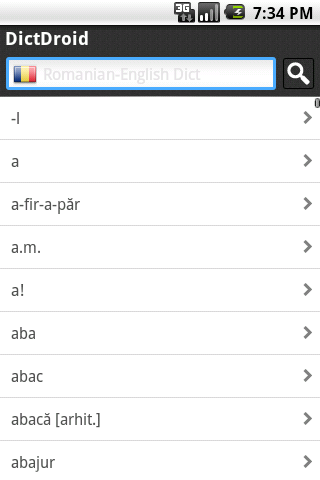 3G
7:34 PM
DictDroid
Romanian-English Dict
-l
a
a-fir-a-păr
a.m.
a!
aba
abac
abacă [arhit.]
abajur